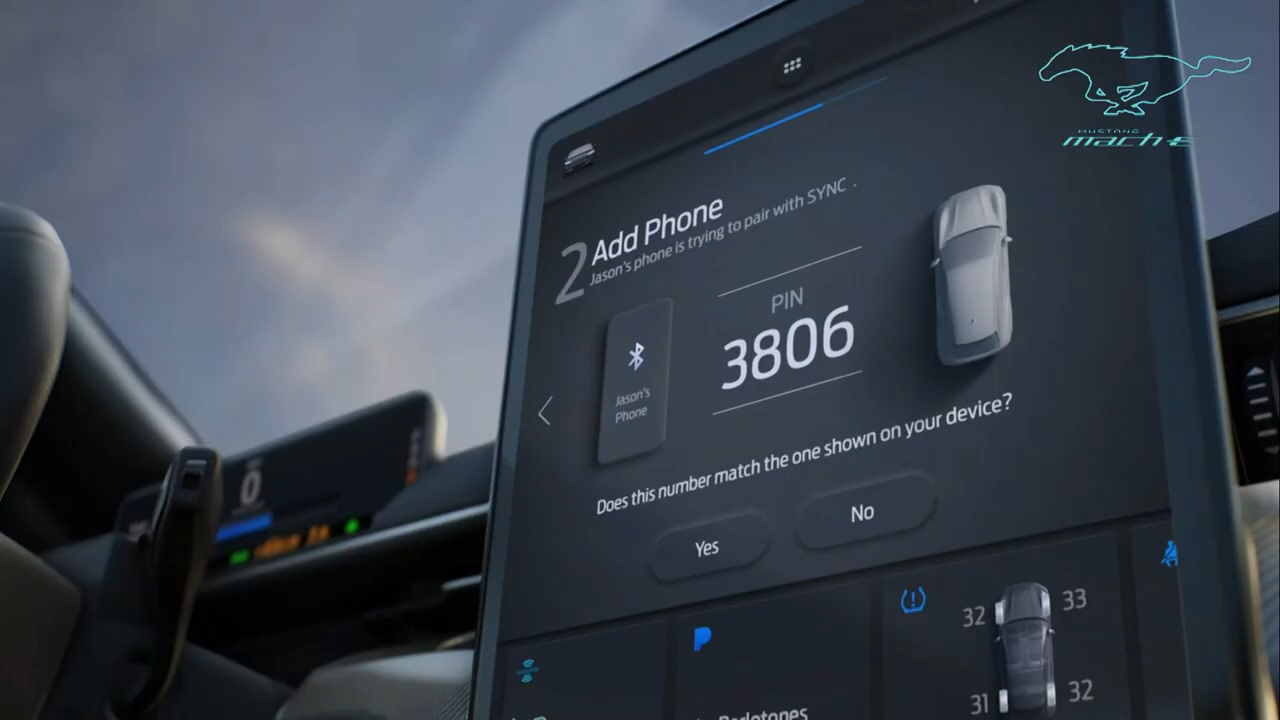 MUSTANG
mach-E
2 Add Phone
Jason's phone is trying to pair with SYNC .
PIN
3806
Jason's
Phone
Does this number match the one shown on your device?
Yes
No
0
32
33
31
32